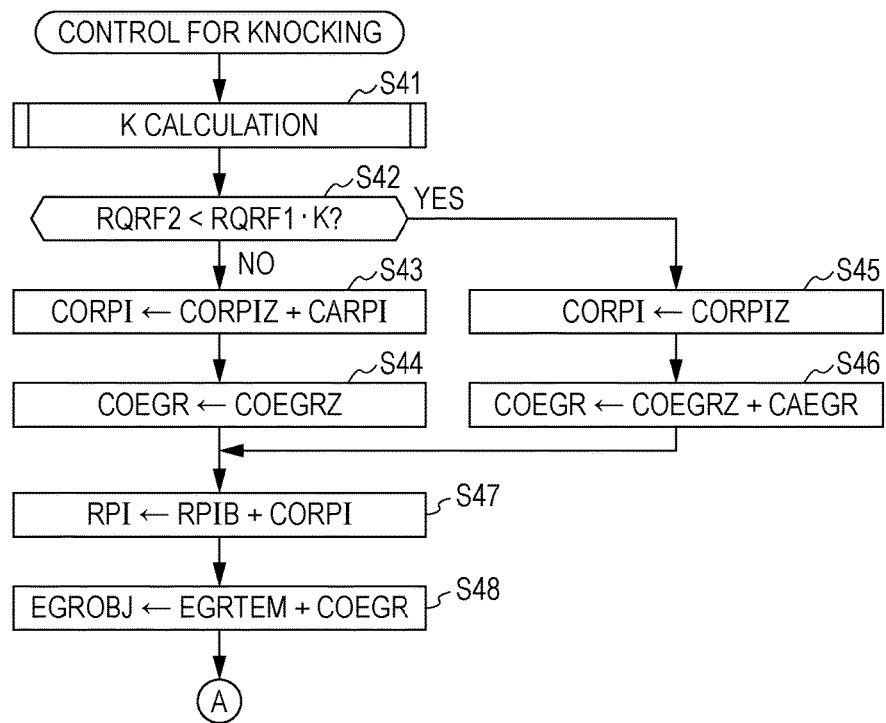 CONTROL FOR KNOCKING
S41
K CALCULATION
S42
RQRF2 < RQRF1 · K?
YES
NO
S43
CORPI ← CORPIZ + CARPI
S44
COEGR ← COEGRZ
S45
CORPI ← CORPIZ
S46
COEGR ← COEGRZ + CAEGR
S47
RPI ← RPIB + CORPI
S48
EGROBJ ← EGRTEM + COEGR
A